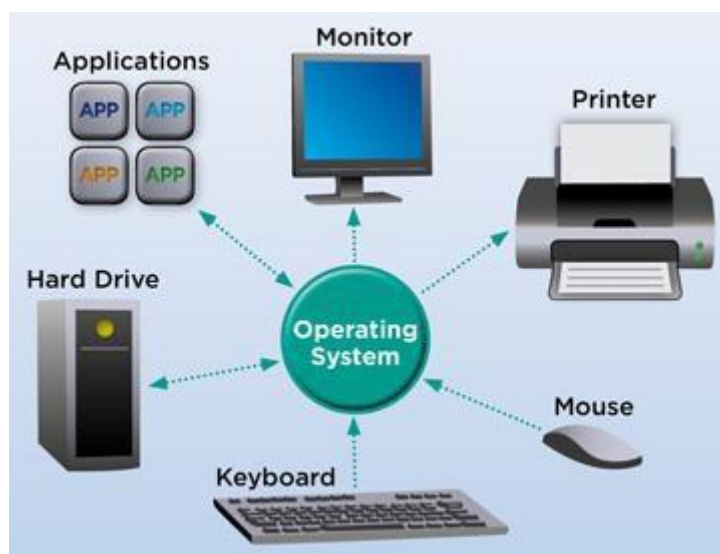 Monitor
Applications
Printer
APP APP
APP APP
Hard Drive
Operating
System
Mouse
Keyboard